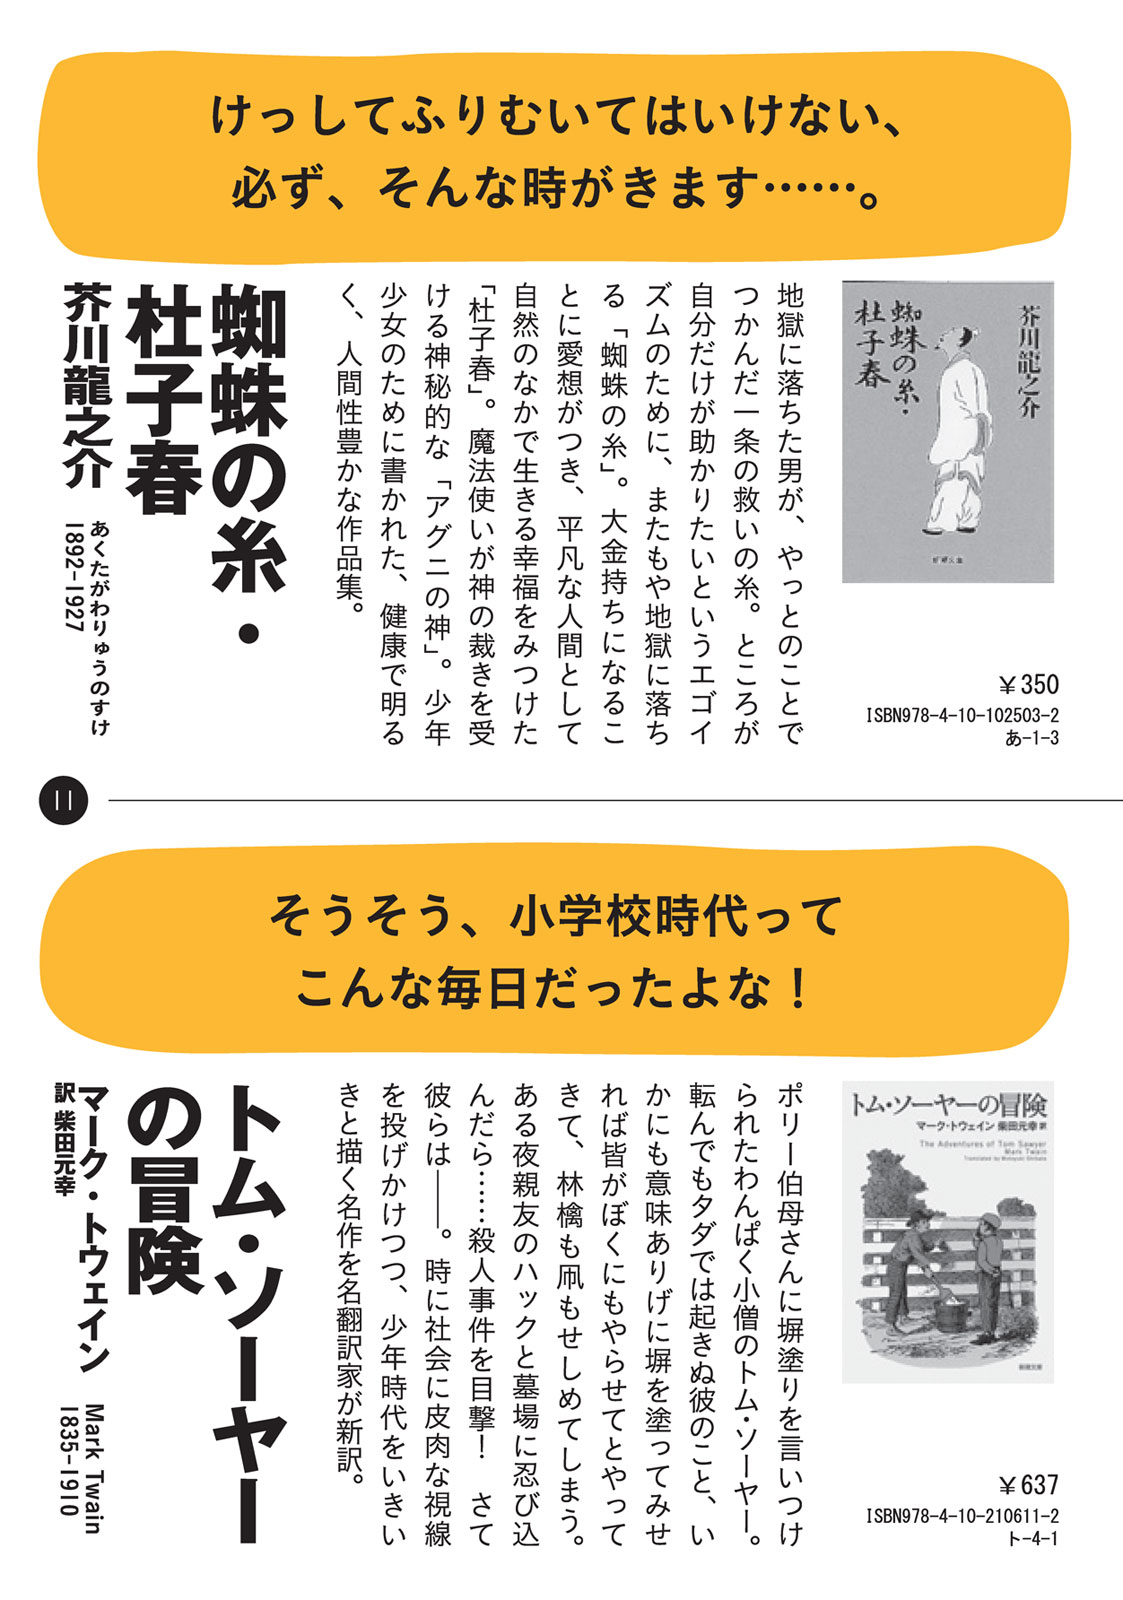 けっしてふりむいてはいけない、
必ず、そんな時がきます……。
芥川龍之介
蜘蛛の糸・
杜子春
新潮文庫
¥350
ISBN978-4-10-102503-2
あ-1-3
地獄に落ちた男が、やっとのことで
つかんだ一条の救いの糸。ところが
自分だけが助かりたいというエゴイ
ズムのために、またもや地獄に落ち
る「蜘蛛の糸」。大金持ちになるこ
とに愛想がつき、平凡な人間として
自然のなかで生きる幸福をみつけた
「杜子春」。魔法使いが神の裁きを受
ける神秘的な「アグニの神」。少年
少女のために書かれた、健康で明る
く、人間性豊かな作品集。
蜘蛛の糸・
杜子春
芥川龍之介
あくたがわりゅうのすけ
1892-1927
11
そうそう、小学校時代って
こんな毎日だったよな!
トム・ソーヤーの冒険
マーク・トウェイン 柴田元幸 訳
The Adventures of Tom Sawyer
Mark Twain
Translated by Motoyuki Shibata
新潮文庫
¥637
ISBN978-4-10-210611-2
ト-4-1
ポリー伯母さんに塀塗りを言いつけ
られたわんぱく小僧のトム・ソーヤー。
転んでもタダでは起きぬ彼のこと、い
かにも意味ありげに塀を塗ってみせ
れば皆がぼくにもやらせてとやって
きて、林檎も凧もせしめてしまう。
ある夜親友のハックと墓場に忍び込
んだら……殺人事件を目撃! さて
彼らは——。時に社会に皮肉な視線
を投げかけつつ、少年時代をいきい
きと描く名作を名翻訳家が新訳。
トム・ソーヤー
の冒険
マーク・トウェイン
Mark Twain
1835-1910
訳 柴田元幸